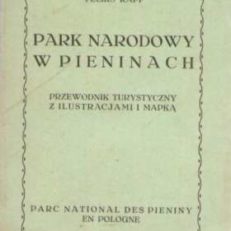 PARK NARODOWY
W PIENINACH
PRZEWODNIK TURYSTYCZNY
Z ILUSTRACJAMI I MAPKĄ
PARC NATIONAL DES PIENINY
EN POLOGNE